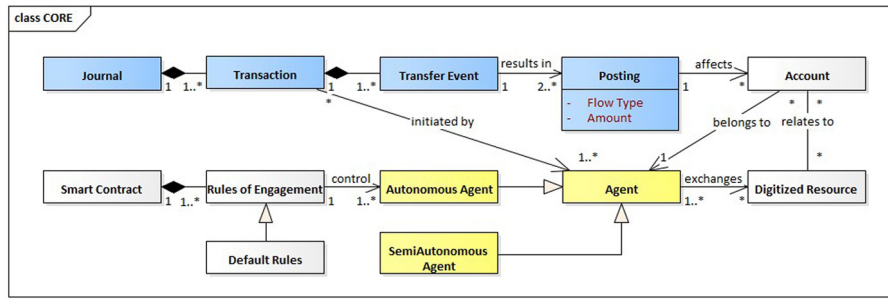 class CORE
Journal
1
1..*
Transaction
1
1..*
Transfer Event
results in
1
2..*
Posting
- Flow Type
- Amount
affects
1
*
Account
*
initiated by
1..*
belongs to
*
1
*
relates to
*
Smart Contract
1
1..*
Rules of Engagement
control
1
1..*
Autonomous Agent
Agent
exchanges
1..*
*
Digitized Resource
Default Rules
SemiAutonomous
Agent